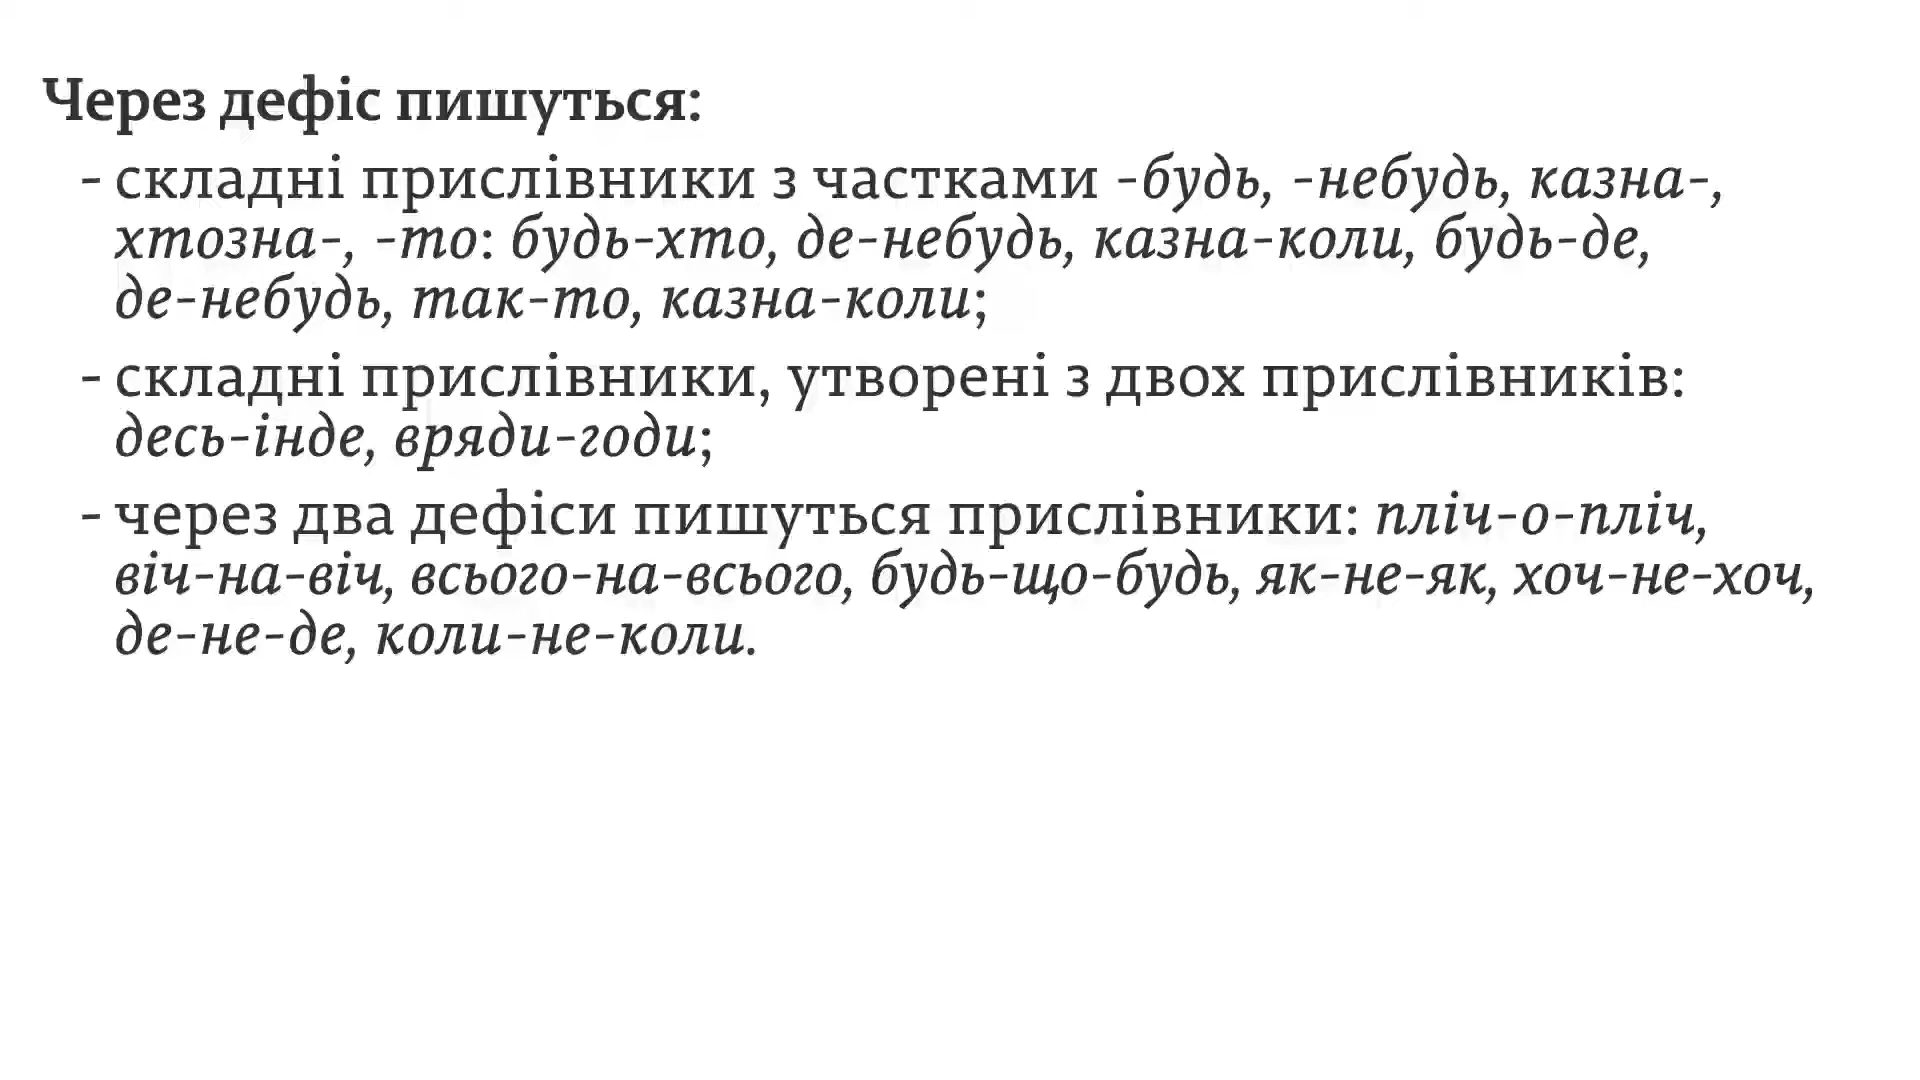 Через дефіс пишуться:
- складні прислівники з частками -будь, -небудь, казна-,
хтозна-, -то: будь-хто, де-небудь, казна-коли, будь-де,
де-небудь, так-то, казна-коли;
- складні прислівники, утворені з двох прислівників:
десь-інде, вряди-годи;
- через два дефіси пишуться прислівники: пліч-о-пліч,
віч-на-віч, всього-на-всього, будь-що-будь, як-не-як, хоч-не-хоч,
де-не-де, коли-не-коли.